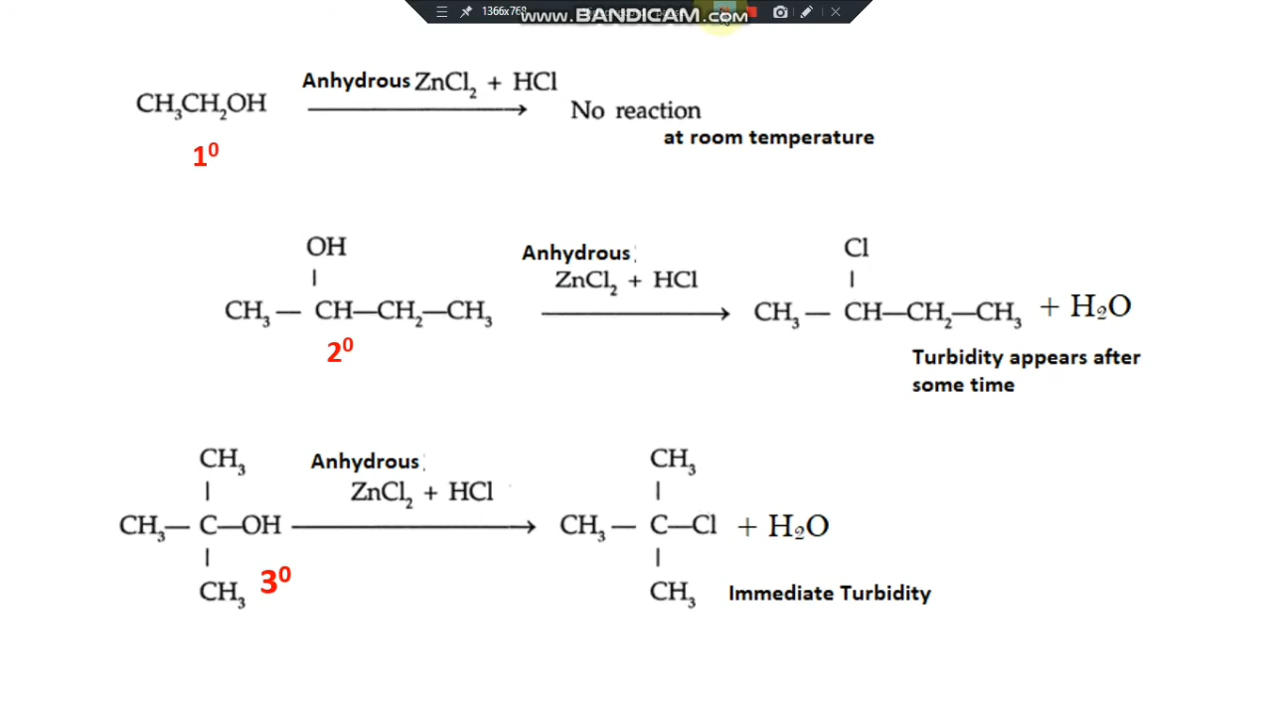 1366x768
www.BANDICAM.com
CH₃CH₂OH Anhydrous ZnCl₂ + HCl No reaction
at room temperature
1⁰
OH Anhydrous Cl
| ZnCl₂ + HCl |
CH₃— CH—CH₂—CH₃ CH₃— CH—CH₂—CH₃ + H₂O
2⁰
Turbidity appears after
some time
CH₃ Anhydrous CH₃
| ZnCl₂ + HCl |
CH₃— C—OH CH₃— C—Cl + H₂O
| |
CH₃ 3⁰ CH₃ Immediate Turbidity